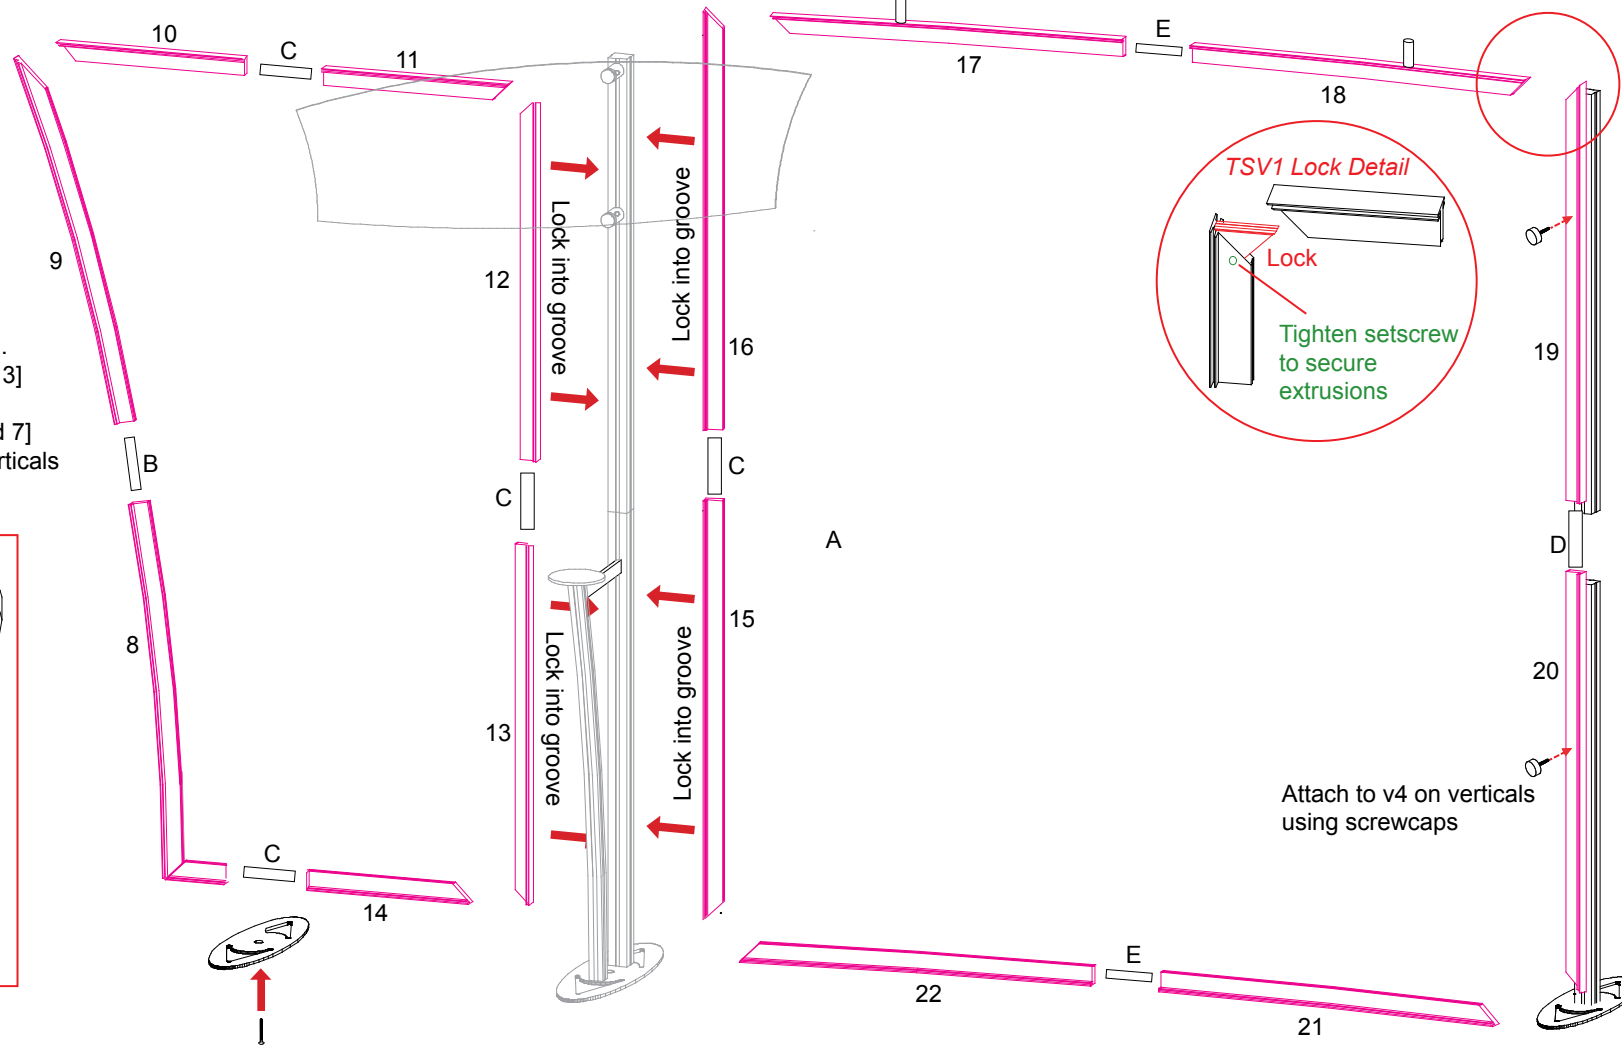 10
C
11
17
E
18
9
12
Lock into groove
Lock into groove
16
TSV1 Lock Detail
Lock
Tighten setscrew
to secure
extrusions
19
.
3]
7]
rticals
B
C
C
A
D
8
13
Lock into groove
Lock into groove
15
20
Attach to v4 on verticals
using screwcaps
C
14
22
E
21